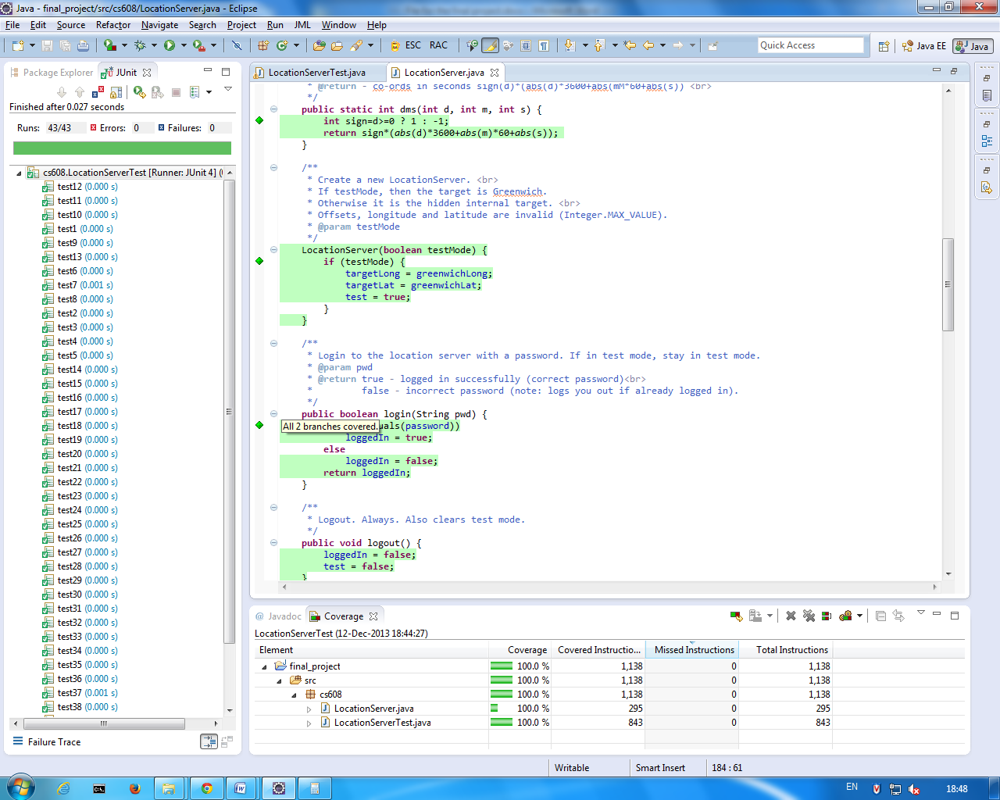 Java - final_project/src/cs608/LocationServer.java - Eclipse
File Edit Source Refactor Navigate Search Project Run JML Window Help
ESC RAC Quick Access Java EE Java
Package Explorer JUnit
Finished after 0.027 seconds
Runs: 43/43 Errors: 0 Failures: 0
cs608.LocationServerTest [Runner: JUnit 4] (
test12 (0.000 s)
test11 (0.000 s)
test10 (0.000 s)
test1 (0.000 s)
test9 (0.000 s)
test13 (0.000 s)
test6 (0.000 s)
test7 (0.001 s)
test8 (0.000 s)
test2 (0.000 s)
test3 (0.000 s)
test4 (0.000 s)
test5 (0.000 s)
test14 (0.000 s)
test15 (0.000 s)
test16 (0.000 s)
test17 (0.000 s)
test18 (0.000 s)
test19 (0.000 s)
test20 (0.000 s)
test21 (0.000 s)
test22 (0.000 s)
test23 (0.000 s)
test24 (0.000 s)
test25 (0.000 s)
test26 (0.000 s)
test27 (0.000 s)
test28 (0.000 s)
test29 (0.000 s)
test30 (0.000 s)
test31 (0.000 s)
test32 (0.000 s)
test33 (0.000 s)
test34 (0.000 s)
test35 (0.000 s)
test36 (0.000 s)
test37 (0.001 s)
test38 (0.000 s)
Failure Trace
LocationServerTest.java LocationServer.java
* @return - co-ords in seconds sign(d)*(abs(d)*3600+abs(mM*60+abs(s)) <br>
*/
public static int dms(int d, int m, int s) {
int sign=d>=0 ? 1 : -1;
return sign*(abs(d)*3600+abs(m)*60+abs(s));
}
/**
* Create a new LocationServer. <br>
* If testMode, then the target is Greenwich.
* Otherwise it is the hidden internal target. <br>
* Offsets, longitude and latitude are invalid (Integer.MAX_VALUE).
* @param testMode
*/
LocationServer(boolean testMode) {
if (testMode) {
targetLong = greenwichLong;
targetLat = greenwichLat;
test = true;
}
}
/**
* Login to the location server with a password. If in test mode, stay in test mode.
* @param pwd
* @return true - logged in successfully (correct password)<br>
* false - incorrect password (note: logs you out if already logged in).
*/
public boolean login(String pwd) {
All 2 branches covered. uals(password))
loggedIn = true;
else
loggedIn = false;
return loggedIn;
}
/**
* Logout. Always. Also clears test mode.
*/
public void logout() {
loggedIn = false;
test = false;
}
@ Javadoc Coverage
LocationServerTest (12-Dec-2013 18:44:27)
Element Coverage Covered Instructio... Missed Instructions Total Instructions
final_project 100.0 % 1,138 0 1,138
src 100.0 % 1,138 0 1,138
cs608 100.0 % 1,138 0 1,138
LocationServer.java 100.0 % 295 0 295
LocationServerTest.java 100.0 % 843 0 843
Writable Smart Insert 184 : 61
EN 18:48